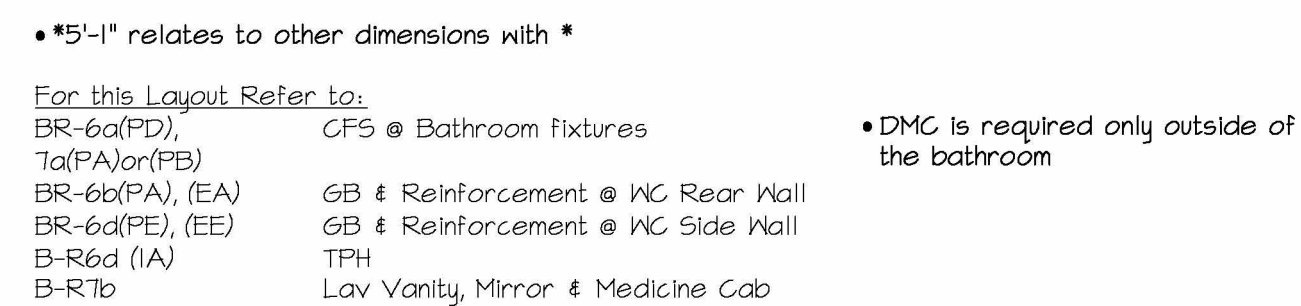 • *5'-1" relates to other dimensions with *
For this Layout Refer to:
BR-6a(PD), CFS @ Bathroom fixtures
7a(PA)or(PB)
BR-6b(PA), (EA) GB & Reinforcement @ WC Rear Wall
BR-6d(PE), (EE) GB & Reinforcement @ WC Side Wall
B-R6d (IA) TPH
B-R7b Lav Vanity, Mirror & Medicine Cab
• DMC is required only outside of
the bathroom